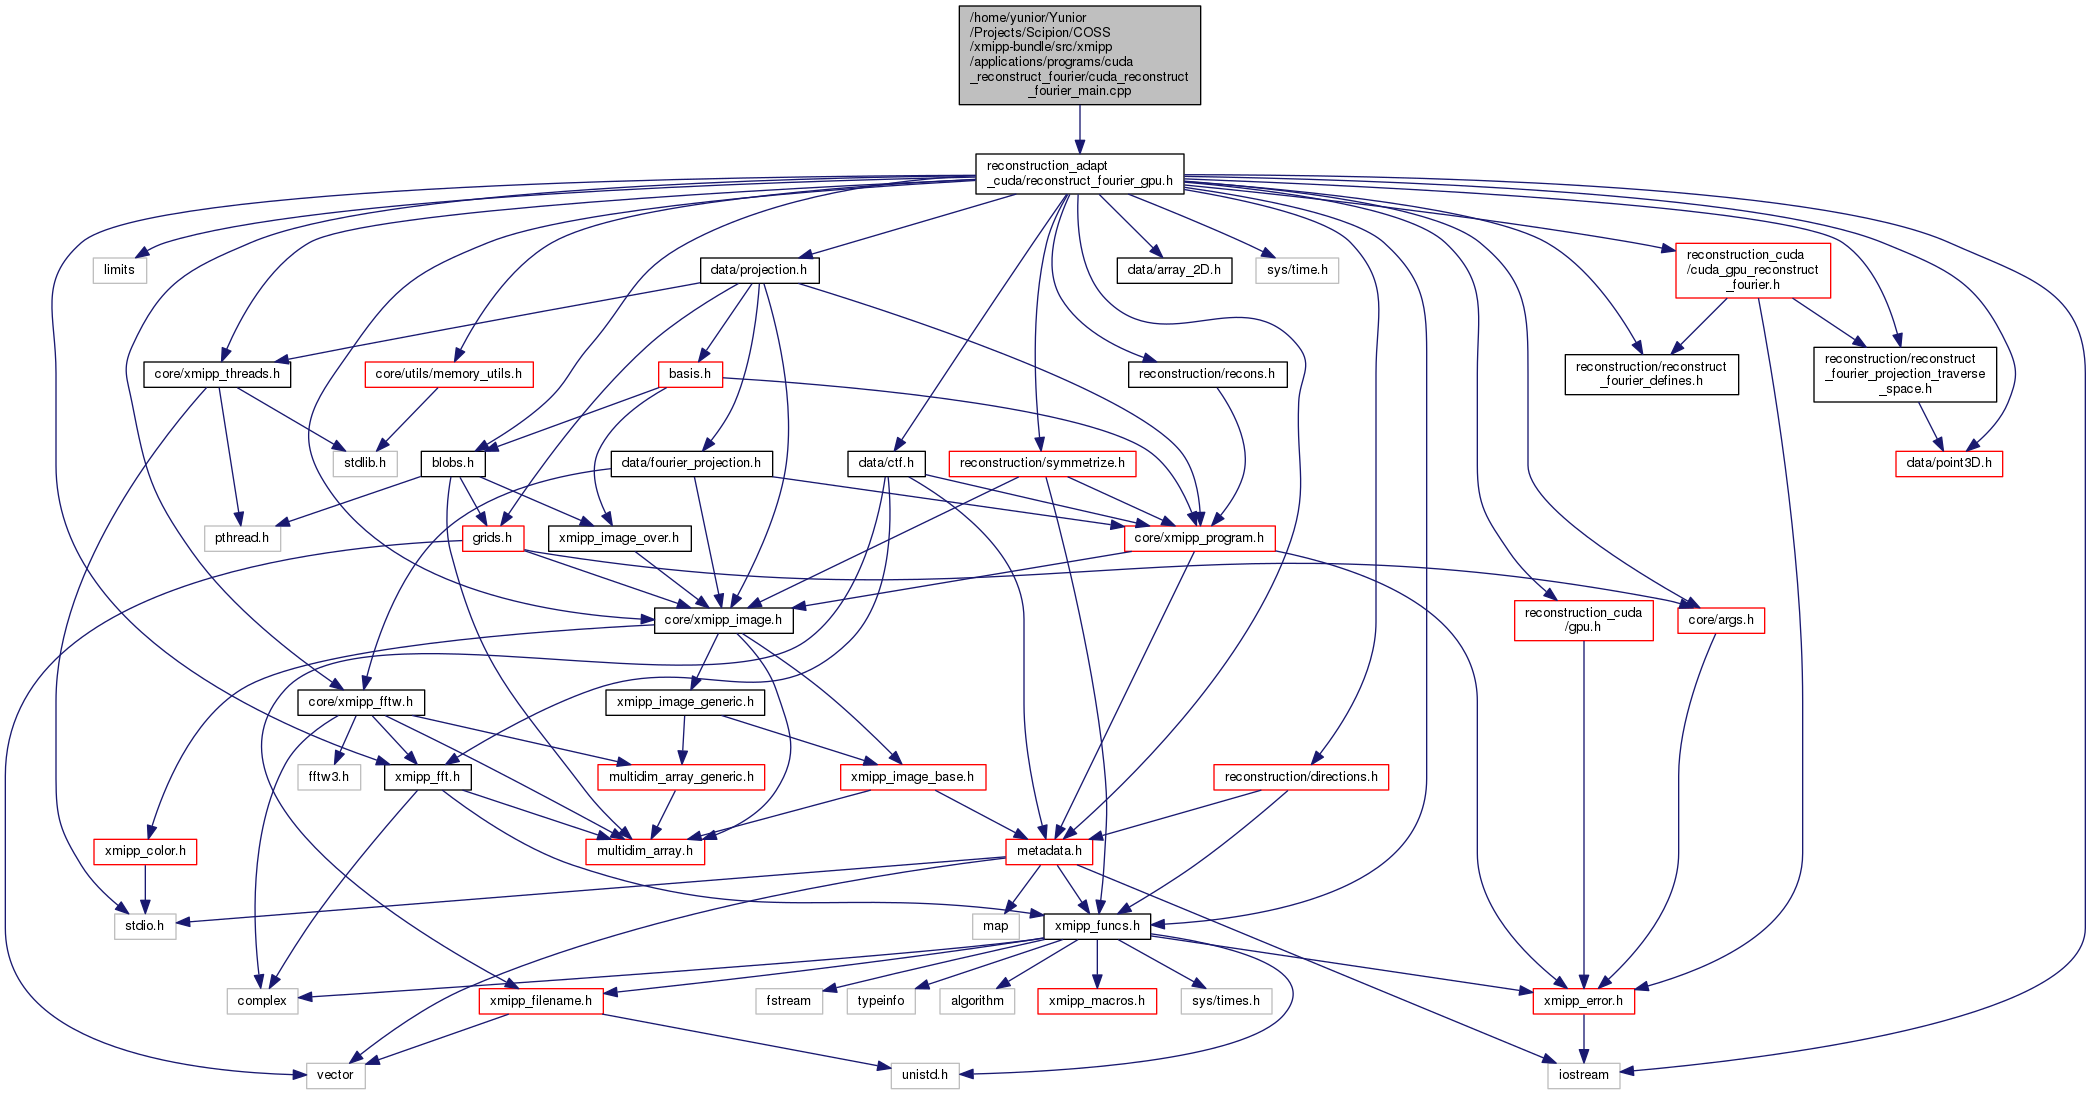 /home/yunior/Yunior
/Projects/Scipion/COSS
/xmipp-bundle/src/xmipp
/applications/programs/cuda
_reconstruct_fourier/cuda_reconstruct
_fourier_main.cpp
reconstruction_adapt
_cuda/reconstruct_fourier_gpu.h
limits
data/projection.h
data/array_2D.h
sys/time.h
reconstruction_cuda
/cuda_gpu_reconstruct
_fourier.h
core/xmipp_threads.h
core/utils/memory_utils.h
basis.h
reconstruction/recons.h
reconstruction/reconstruct
_fourier_defines.h
reconstruction/reconstruct
_fourier_projection_traverse
_space.h
stdlib.h
blobs.h
data/fourier_projection.h
data/ctf.h
reconstruction/symmetrize.h
data/point3D.h
pthread.h
grids.h
xmipp_image_over.h
core/xmipp_program.h
core/xmipp_image.h
reconstruction_cuda
/gpu.h
core/args.h
core/xmipp_fftw.h
xmipp_image_generic.h
fftw3.h
xmipp_fft.h
multidim_array_generic.h
xmipp_image_base.h
reconstruction/directions.h
xmipp_color.h
multidim_array.h
metadata.h
stdio.h
map
xmipp_funcs.h
complex
xmipp_filename.h
fstream
typeinfo
algorithm
xmipp_macros.h
sys/times.h
xmipp_error.h
vector
unistd.h
iostream